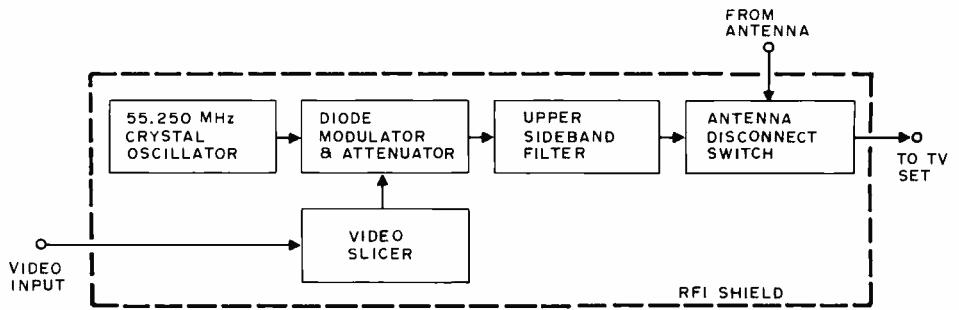 FROM
ANTENNA
55.250 MHz
CRYSTAL
OSCILLATOR
DIODE
MODULATOR
& ATTENUATOR
UPPER
SIDEBAND
FILTER
ANTENNA
DISCONNECT
SWITCH
TO TV
SET
VIDEO
SLICER
VIDEO
INPUT
RFI SHIELD